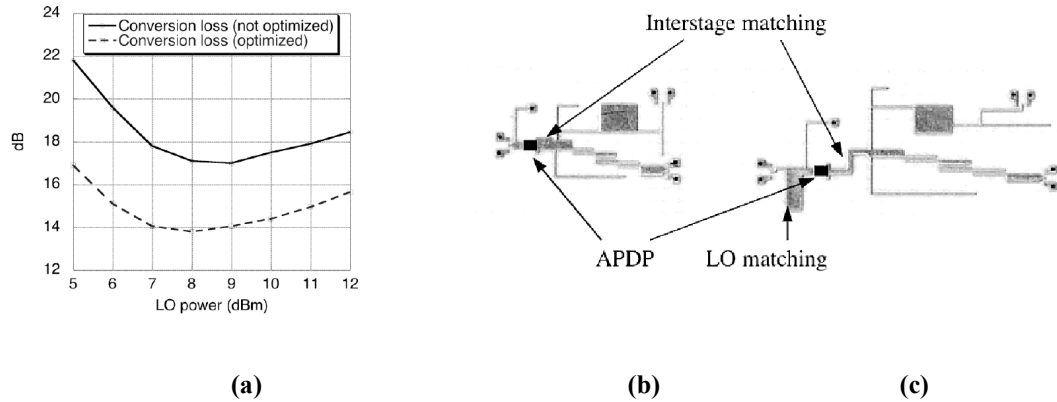 24
22
20
18
16
14
12
dB
Conversion loss (not optimized)
Conversion loss (optimized)
5 6 7 8 9 10 11 12
LO power (dBm)
Interstage matching
APDP
LO matching
(a)
(b)
(c)